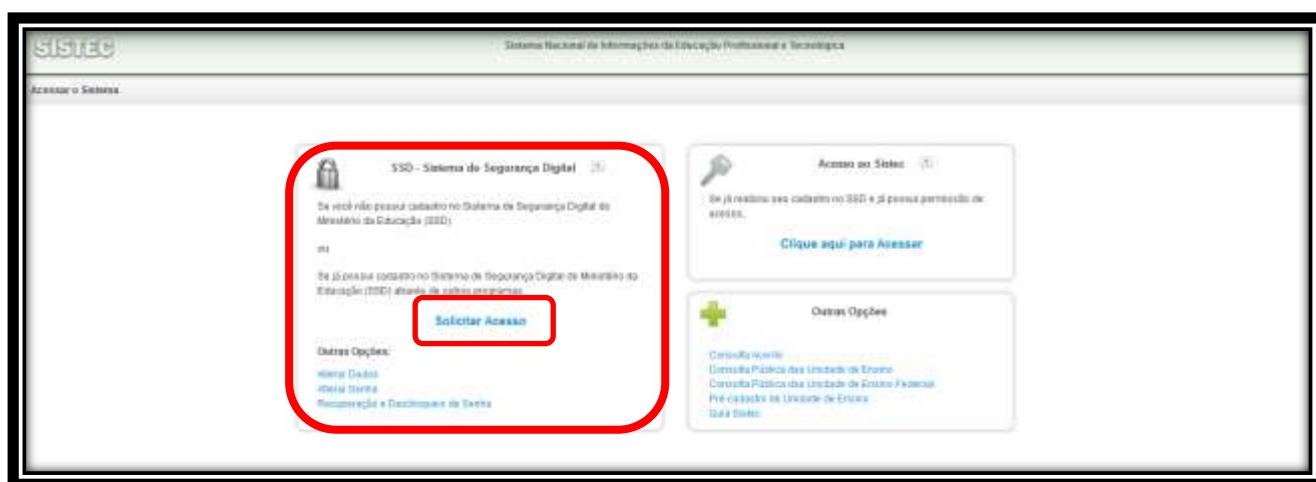 SISTEC
Sistema Nacional de Informações da Educação Profissional e Tecnológica
Acessar o Sistema
SSD - Sistema de Segurança Digital
Se você não possui cadastro no Sistema de Segurança Digital do
Ministério da Educação (SSD)
ou
Se já possui cadastro no Sistema de Segurança Digital do Ministério da
Educação (SSD) através de outros programas.
Solicitar Acesso
Outras Opções:
Alterar Dados
Alterar Senha
Recuperação e Desbloqueio de Senha
Acesso ao Sistec
Se já realizou seu cadastro no SSD e já possui permissão de
acesso.
Clique aqui para Acessar
Outras Opções
Consulta
Consulta Pública das Unidade de Ensino
Consulta Pública das Unidade de Ensino Federais
Pré-cadastro de Unidade de Ensino
Guia Sistec